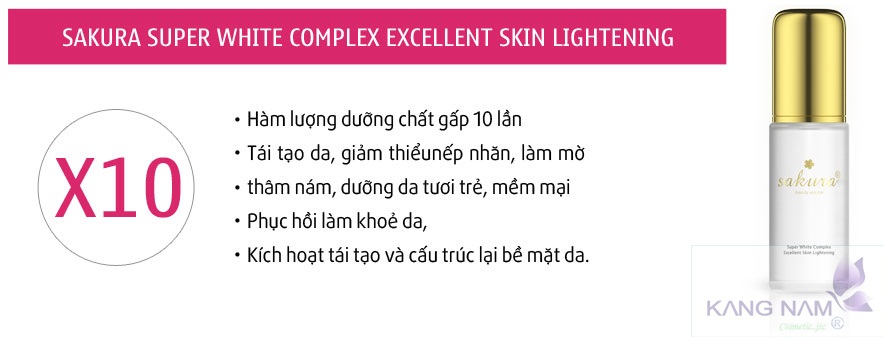 SAKURA SUPER WHITE COMPLEX EXCELLENT SKIN LIGHTENING
X10
• Hàm lượng dưỡng chất gấp 10 lần
• Tái tạo da, giảm thiểunếp nhăn, làm mờ
• thâm nám, dưỡng da tươi trẻ, mềm mại
• Phục hồi làm khoẻ da,
• Kích hoạt tái tạo và cấu trúc lại bề mặt da.
sakura®
Super White Complex
Excellent Skin Lightening
KANG NAM
Cosmetic.,jsc ®